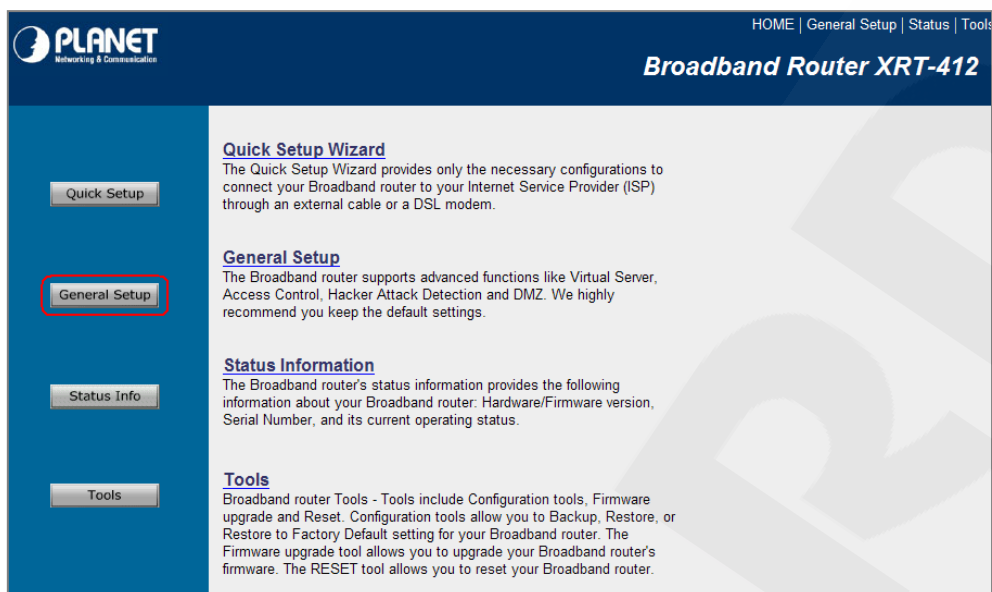 PLANET
Networking & Communication
HOME | General Setup | Status | Tools
Broadband Router XRT-412
Quick Setup
General Setup
Status Info
Tools
Quick Setup Wizard
The Quick Setup Wizard provides only the necessary configurations to
connect your Broadband router to your Internet Service Provider (ISP)
through an external cable or a DSL modem.
General Setup
The Broadband router supports advanced functions like Virtual Server,
Access Control, Hacker Attack Detection and DMZ. We highly
recommend you keep the default settings.
Status Information
The Broadband router's status information provides the following
information about your Broadband router: Hardware/Firmware version,
Serial Number, and its current operating status.
Tools
Broadband router Tools - Tools include Configuration tools, Firmware
upgrade and Reset. Configuration tools allow you to Backup, Restore, or
Restore to Factory Default setting for your Broadband router. The
Firmware upgrade tool allows you to upgrade your Broadband router's
firmware. The RESET tool allows you to reset your Broadband router.